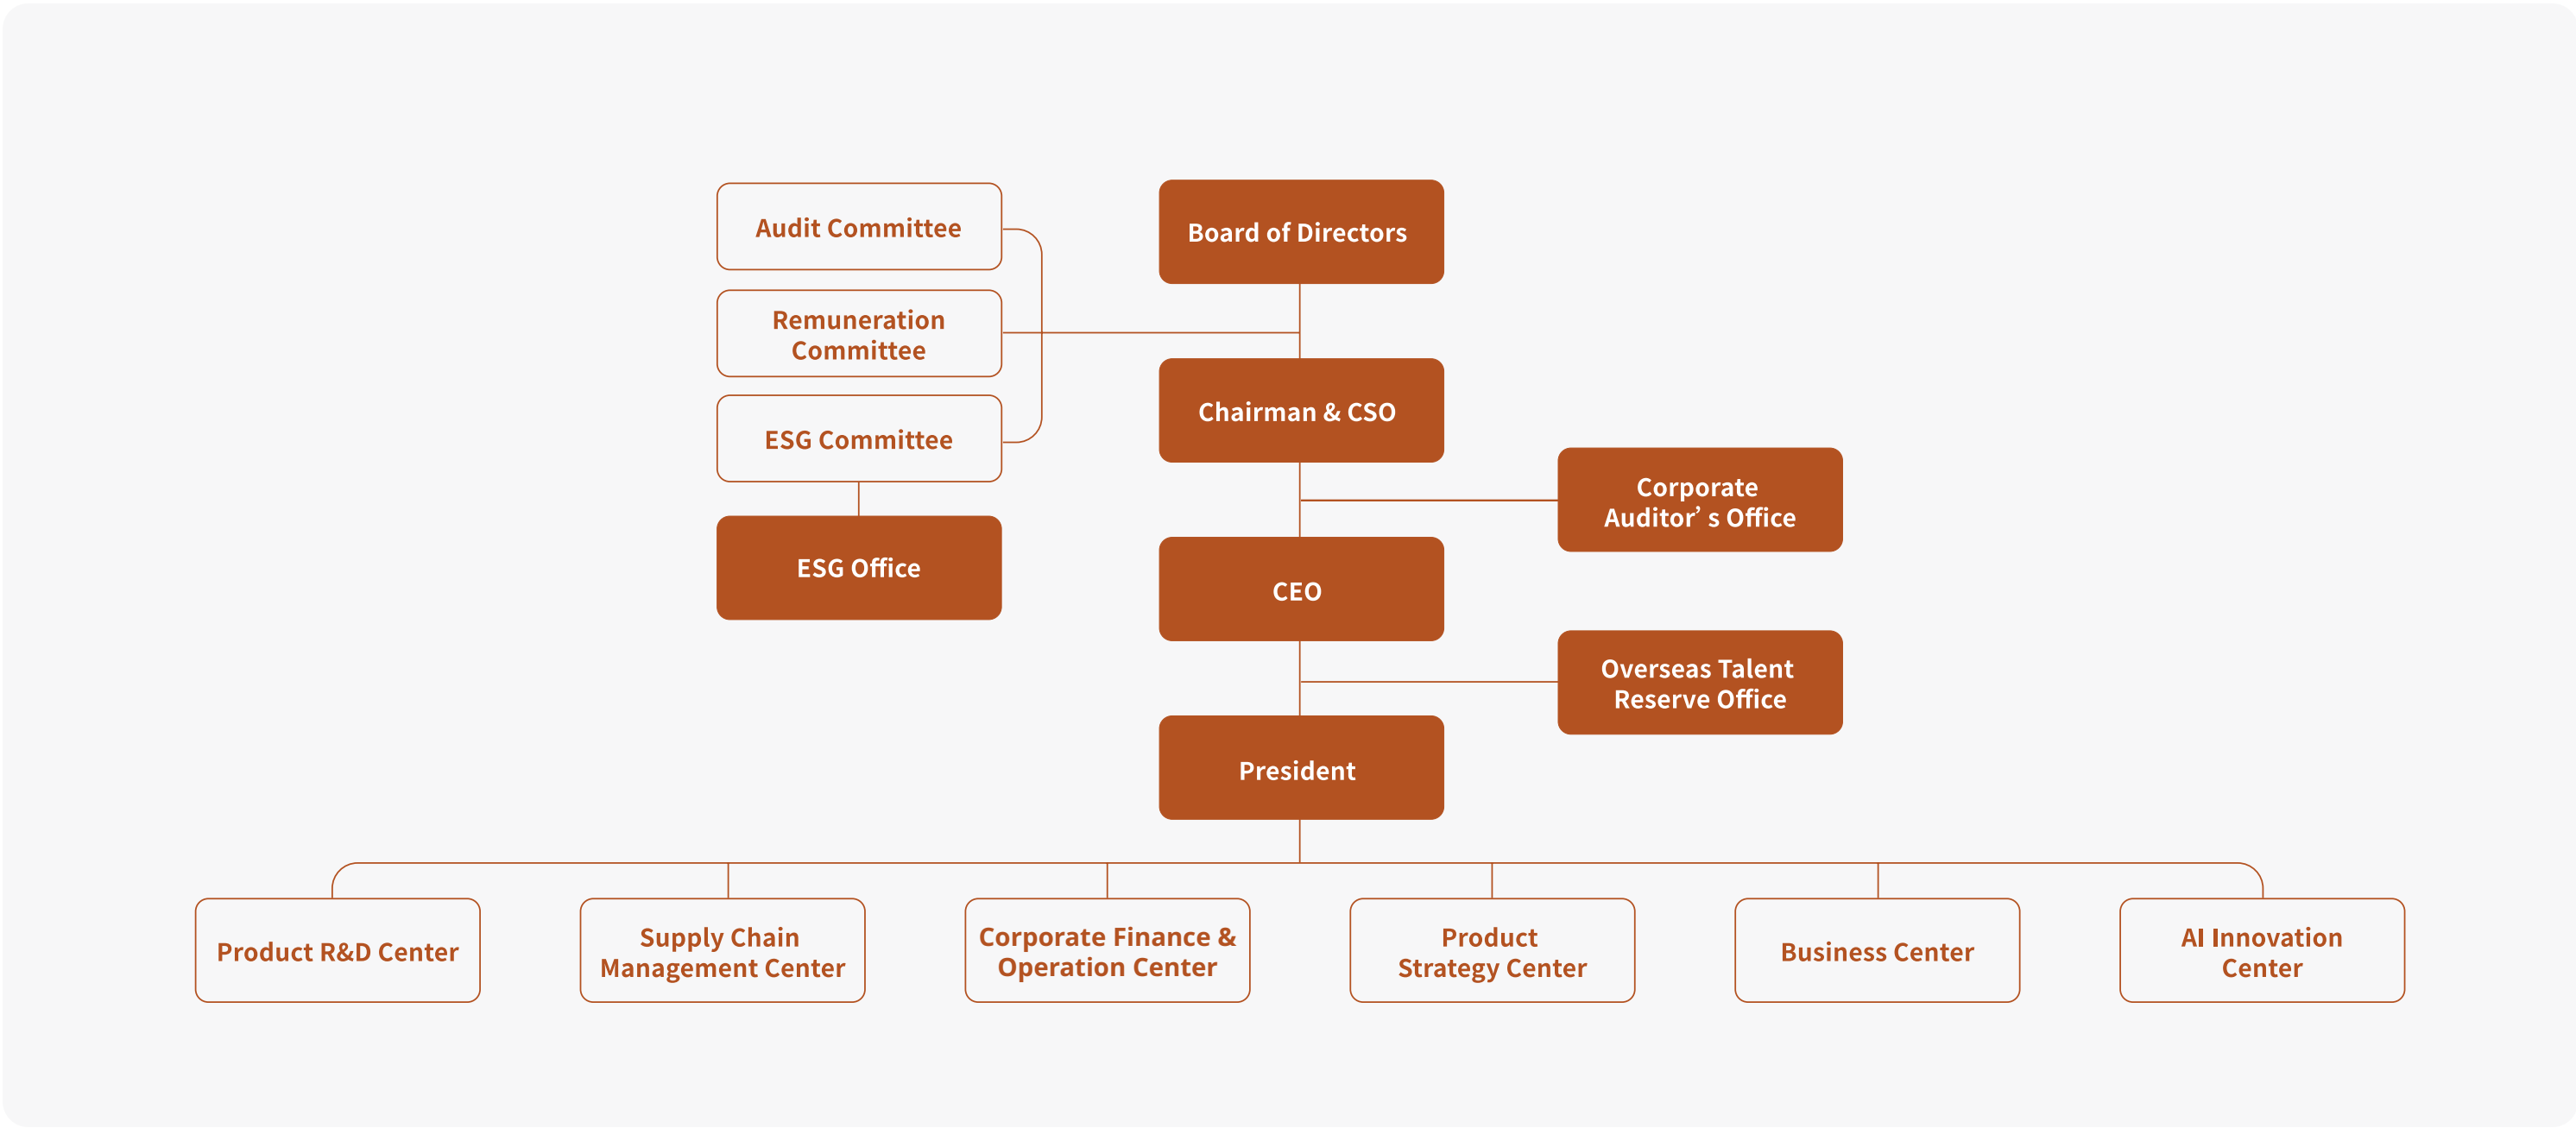 Audit Committee
Board of Directors
Remuneration
Committee
Chairman & CSO
ESG Committee
Corporate
Auditor’ s Office
ESG Office
CEO
Overseas Talent
Reserve Office
President
Product R&D Center
Supply Chain
Management Center
Corporate Finance &
Operation Center
Product
Strategy Center
Business Center
AI Innovation
Center